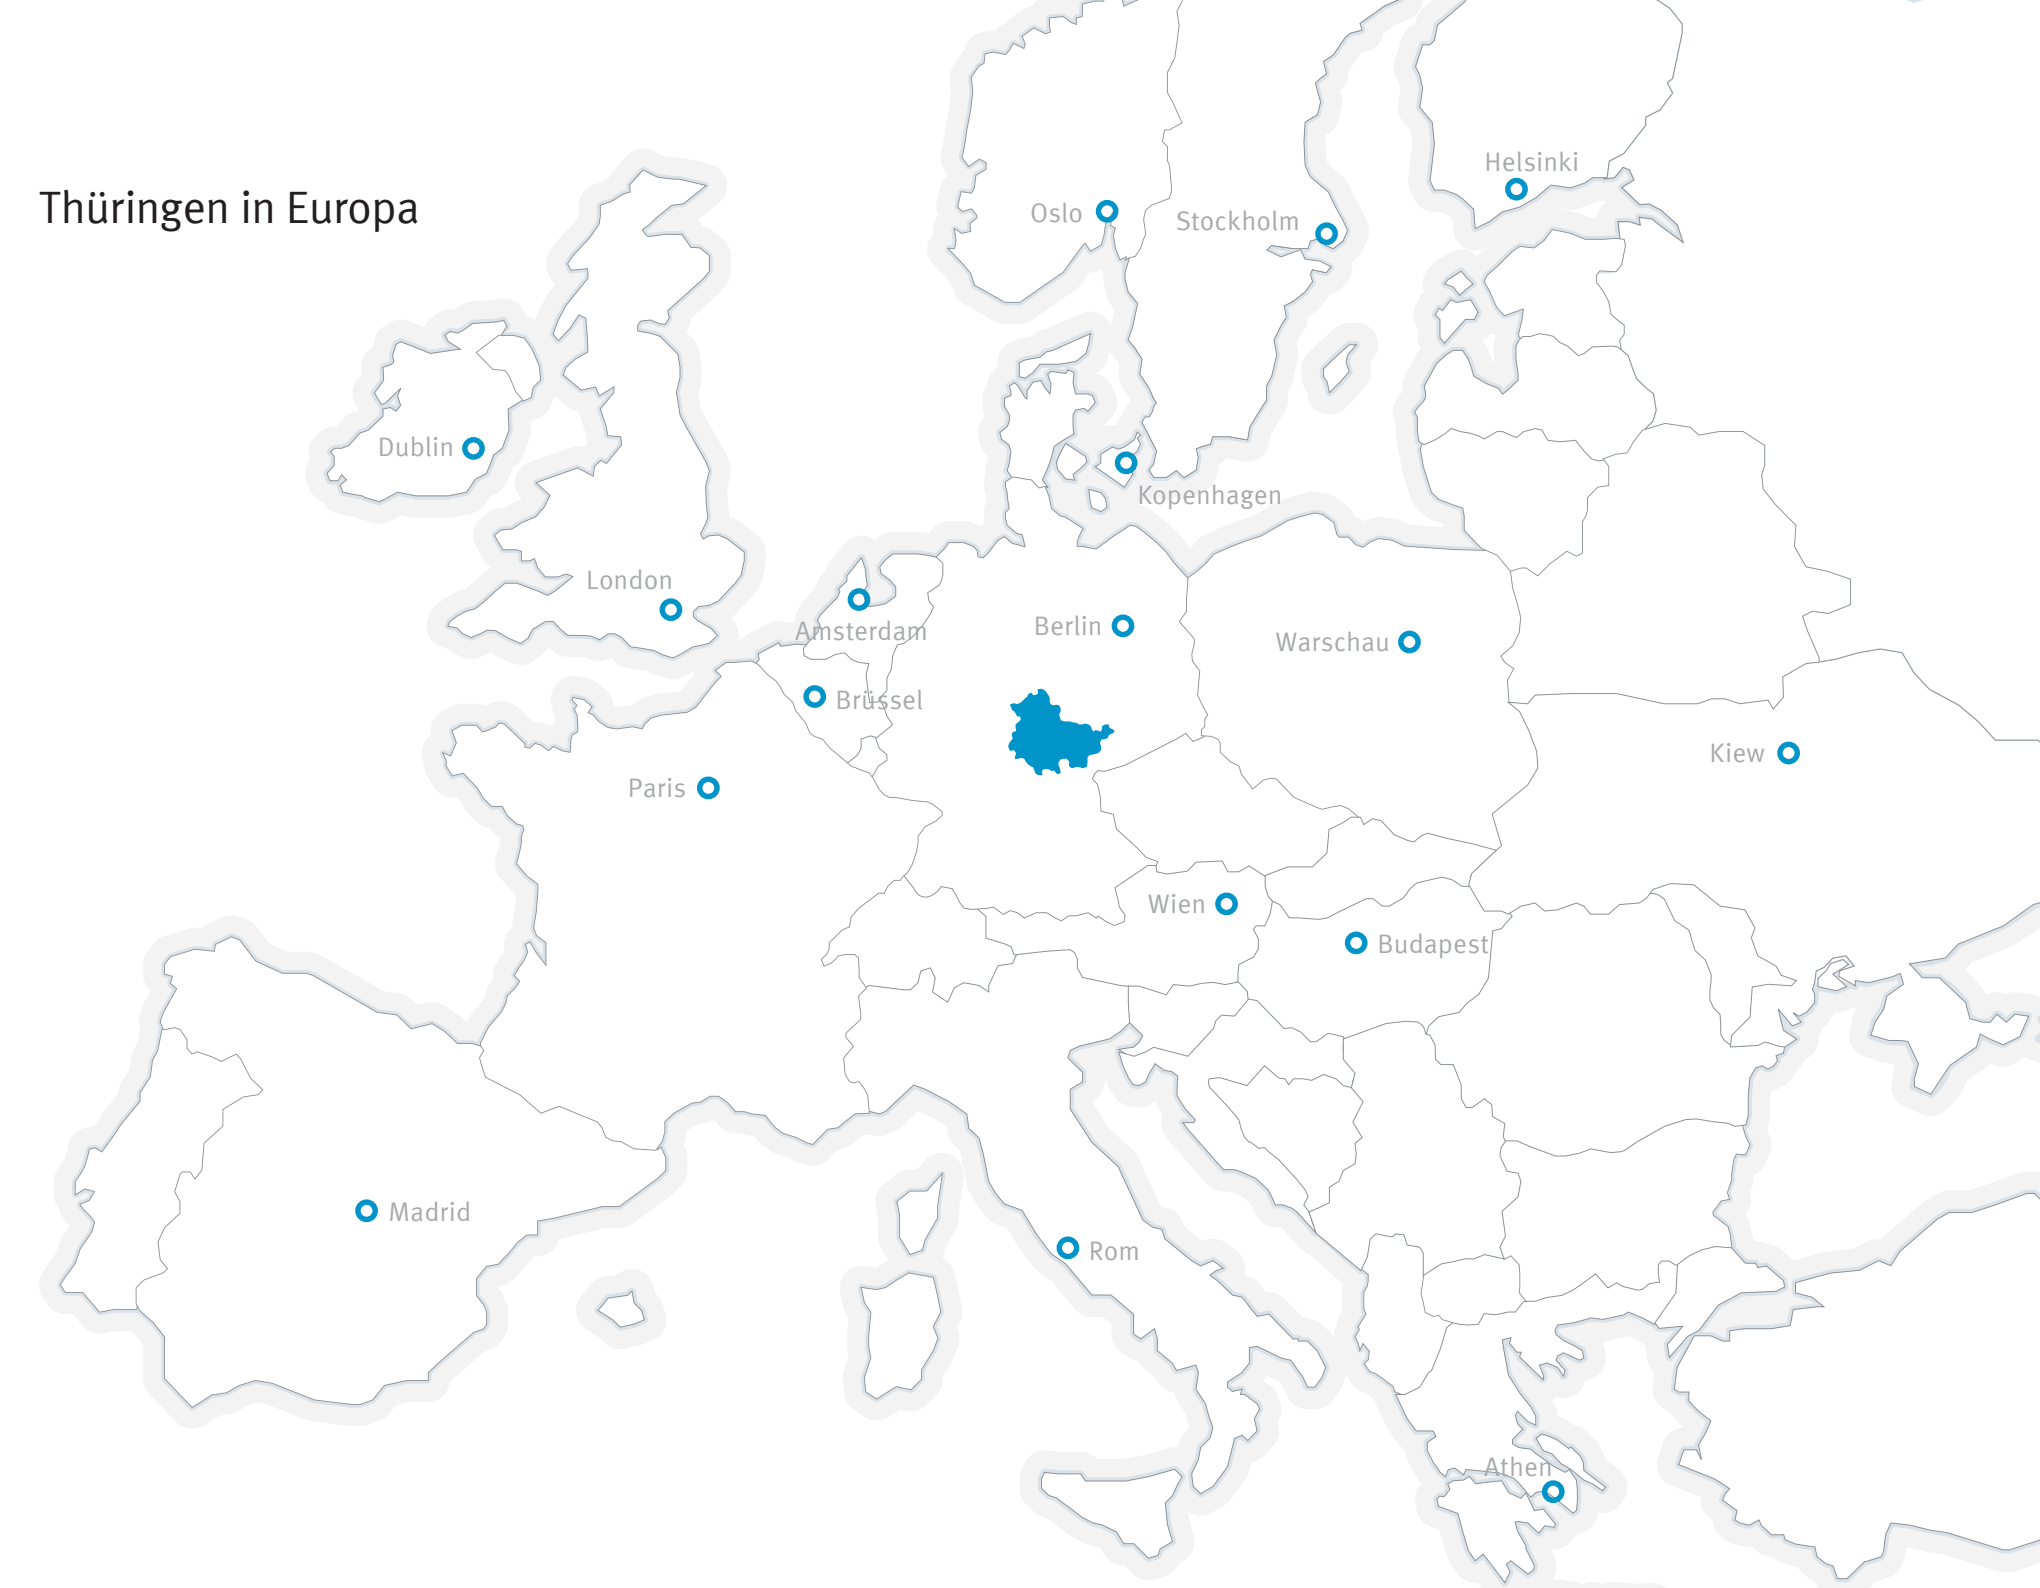 Thüringen in Europa
Helsinki
Oslo
Stockholm
Dublin
Kopenhagen
London
Amsterdam
Berlin
Warschau
Brüssel
Kiew
Paris
Wien
Budapest
Madrid
Rom
Athen